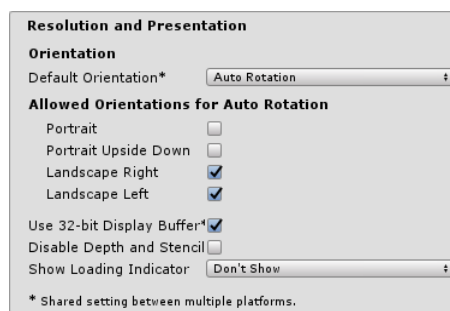 Resolution and Presentation
Orientation
Default Orientation* Auto Rotation
Allowed Orientations for Auto Rotation
Portrait
Portrait Upside Down
Landscape Right
Landscape Left
Use 32-bit Display Buffer*
Disable Depth and Stencil
Show Loading Indicator Don't Show
* Shared setting between multiple platforms.